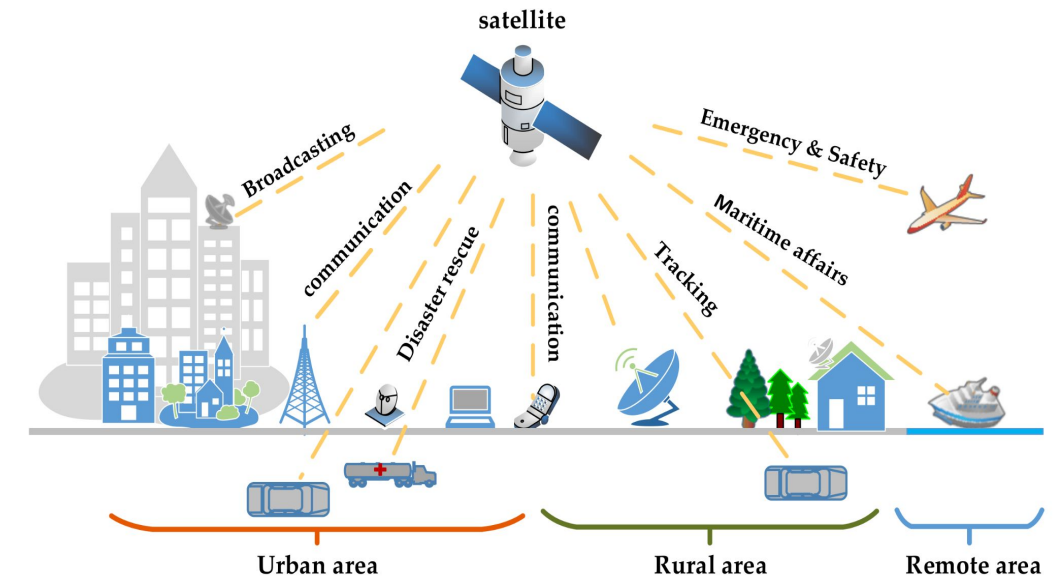 satellite
Broadcasting
communication
Disaster rescue
communication
Tracking
Maritime affairs
Emergency & Safety
Urban area
Rural area
Remote area